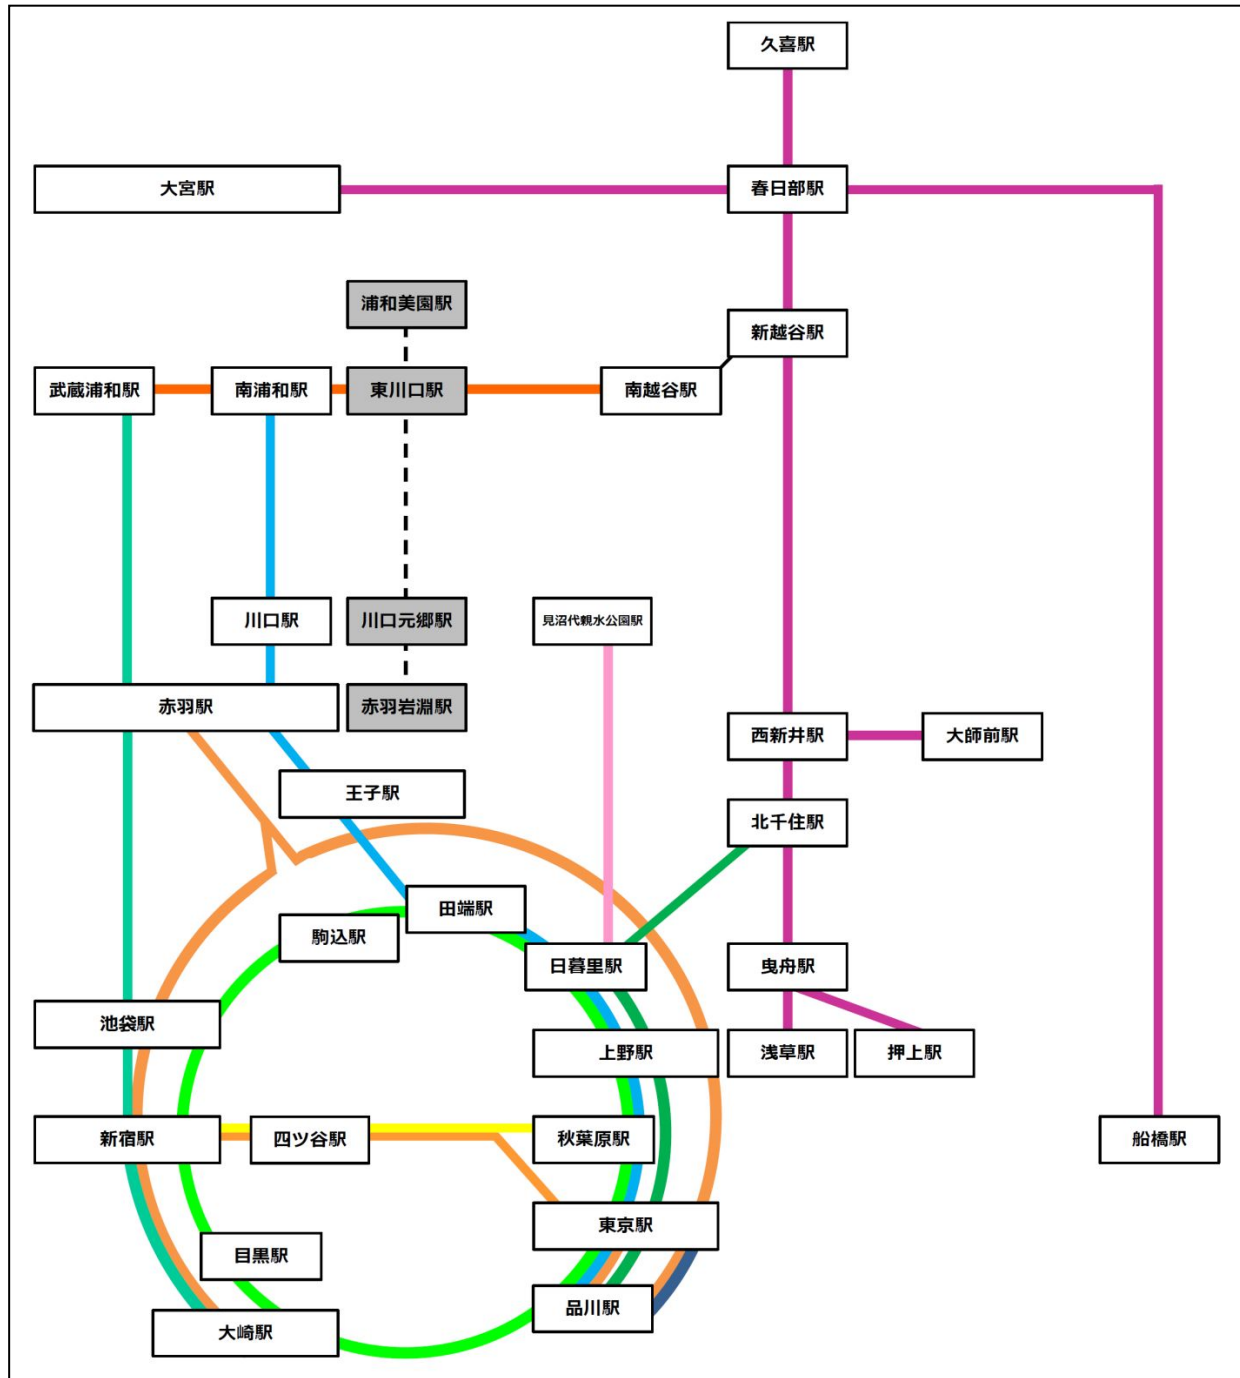 久喜駅
大宮駅
春日部駅
浦和美園駅
新越谷駅
武蔵浦和駅
南浦和駅
東川口駅
南越谷駅
川口駅
川口元郷駅
見沼代親水公園駅
赤羽駅
赤羽岩淵駅
西新井駅
大師前駅
王子駅
北千住駅
田端駅
駒込駅
日暮里駅
曳舟駅
池袋駅
上野駅
浅草駅
押上駅
新宿駅
四ツ谷駅
秋葉原駅
船橋駅
東京駅
目黒駅
品川駅
大崎駅